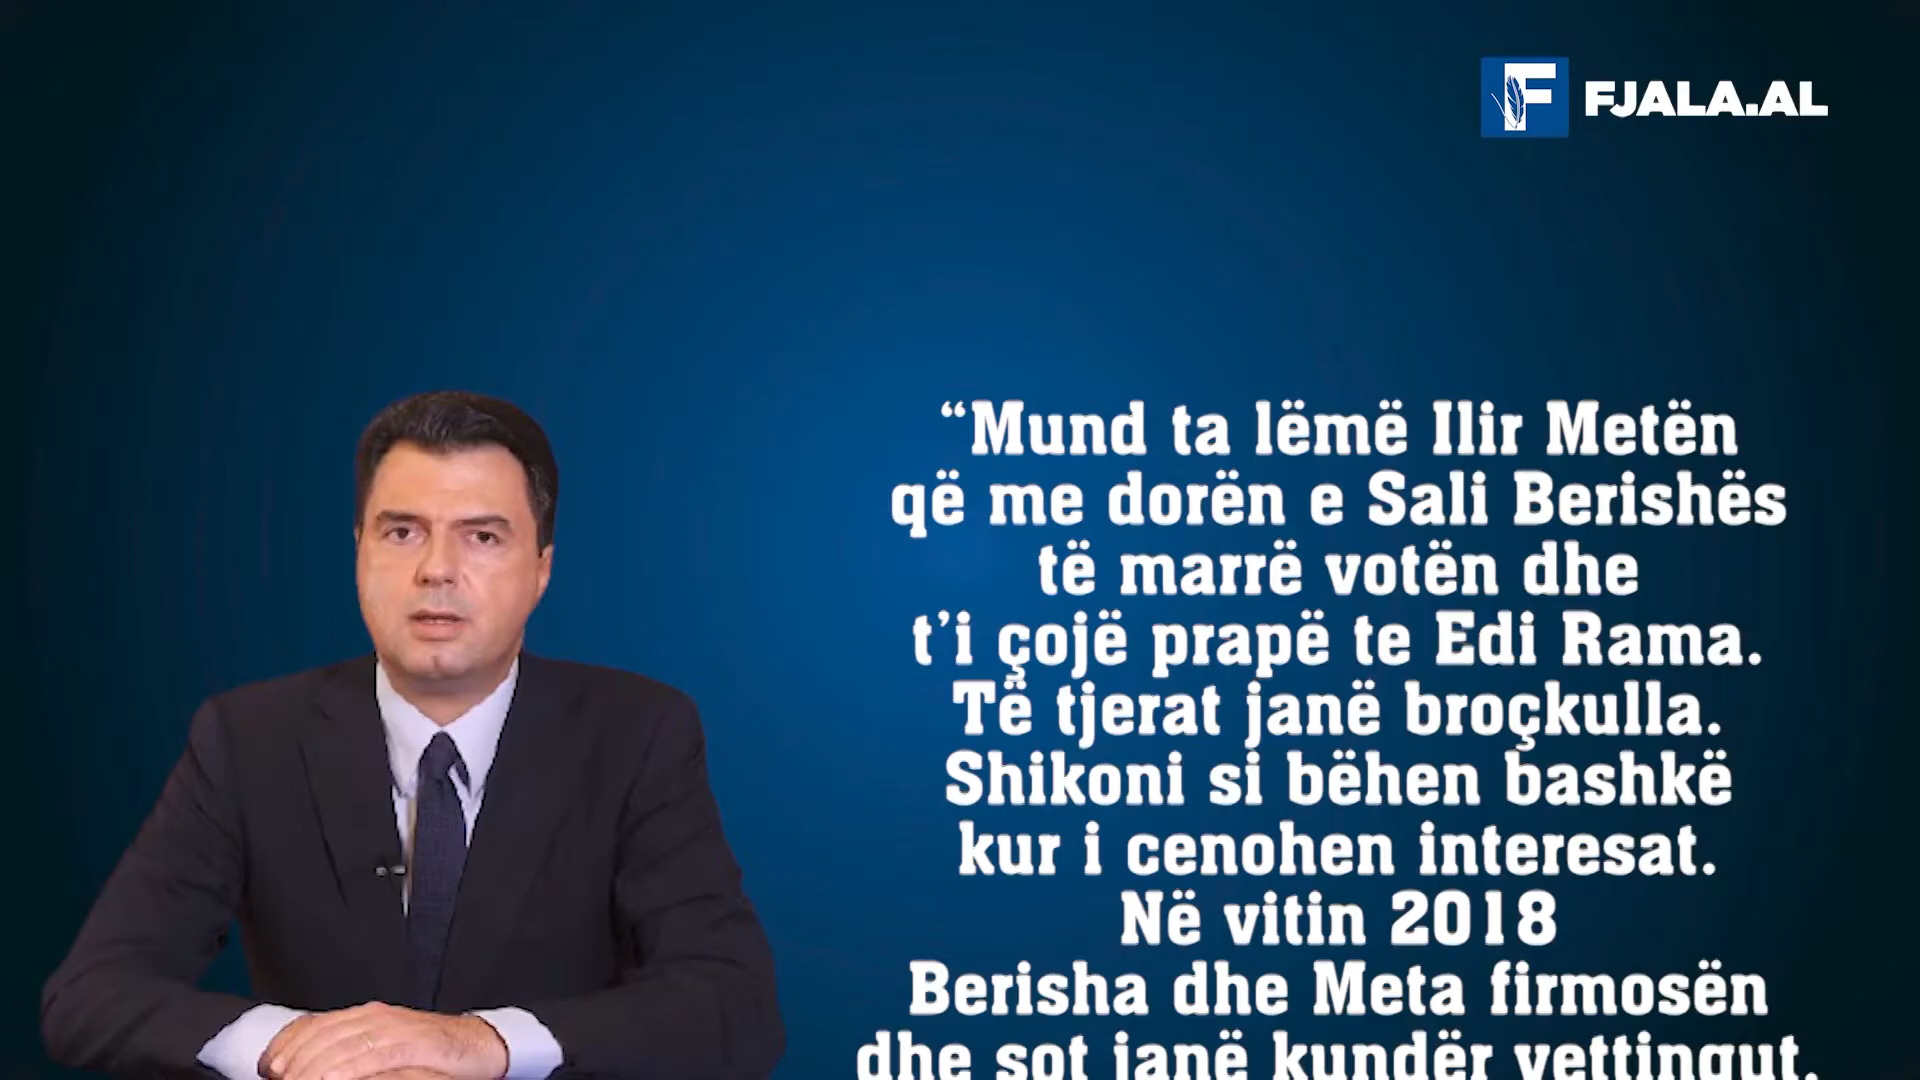 FJALA.AL
“Mund ta lëmë Ilir Metën
që me dorën e Sali Berishës
të marrë votën dhe
t’i çojë prapë te Edi Rama.
Të tjerat janë broçkulla.
Shikoni si bëhen bashkë
kur i cenohen interesat.
Në vitin 2018
Berisha dhe Meta firmosën
dhe sot janë kundër vettingut.